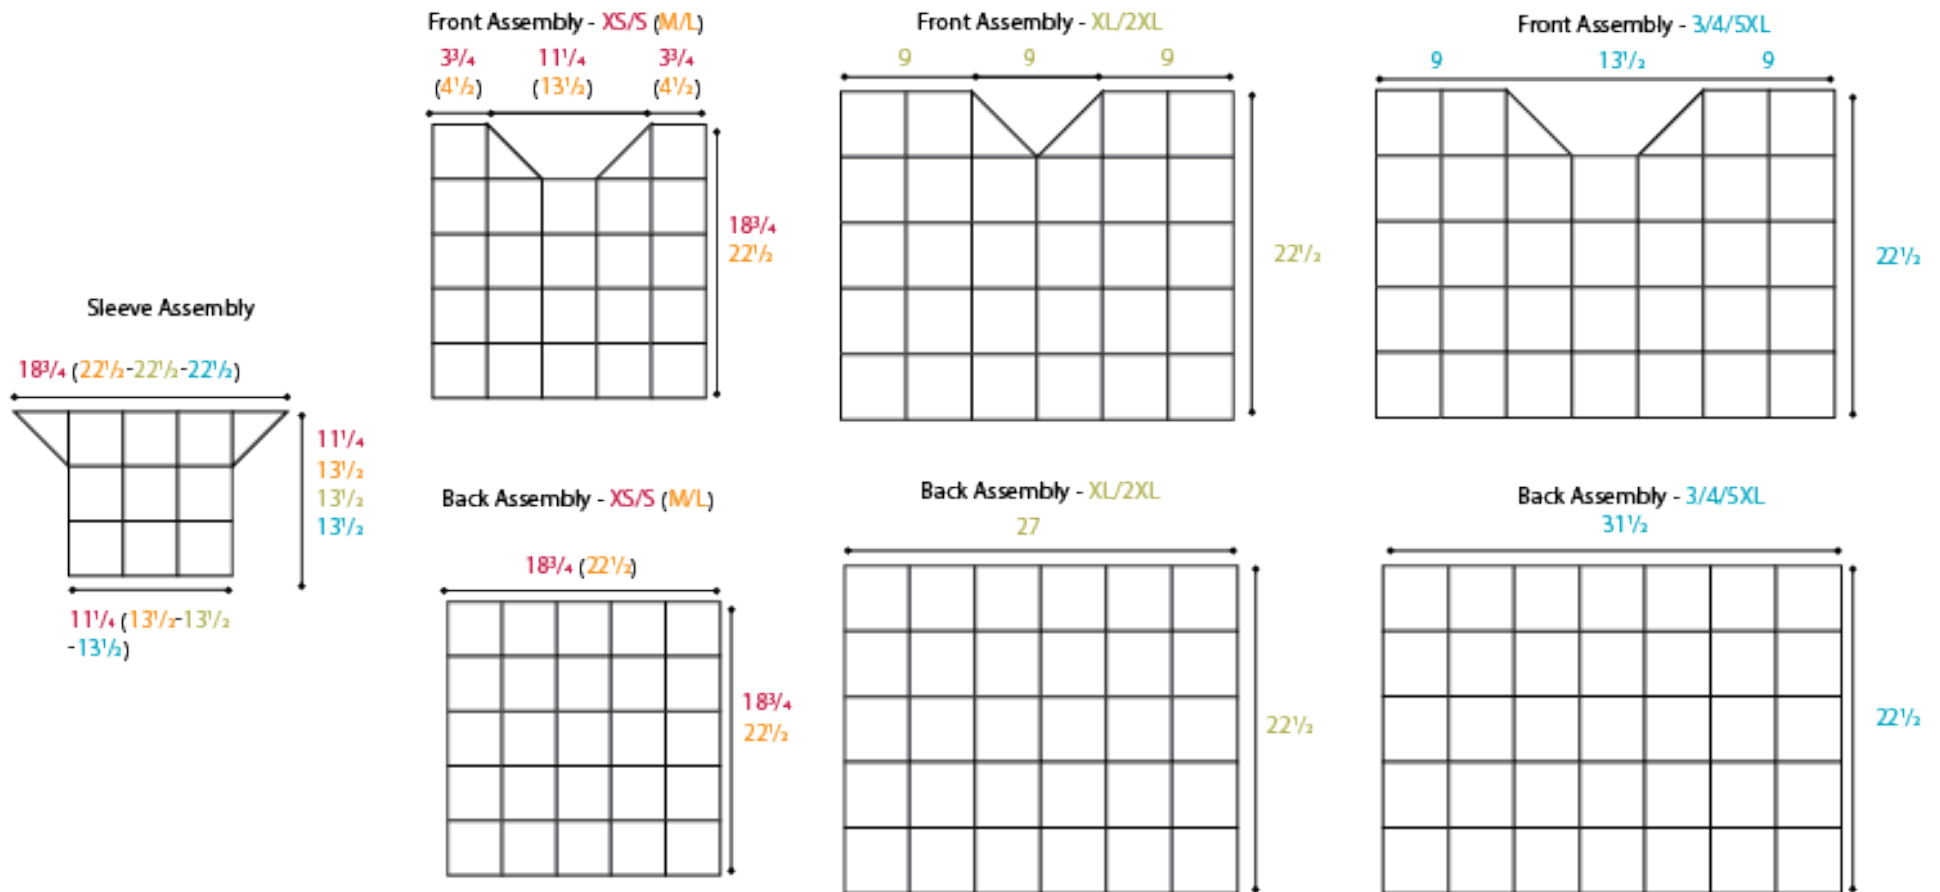 Front Assembly - XS/S (M/L)
3³/₄ 11¹/₄ 3³/₄
(4¹/₂) (13¹/₂) (4¹/₂)
18³/₄
22¹/₂
Front Assembly - XL/2XL
9 9 9
22¹/₂
Front Assembly - 3/4/5XL
9 13¹/₂ 9
22¹/₂
Sleeve Assembly
18³/₄ (22¹/₂-22¹/₂-22¹/₂)
11¹/₄
13¹/₂
13¹/₂
13¹/₂
11¹/₄ (13¹/₂-13¹/₂
-13¹/₂)
Back Assembly - XS/S (M/L)
18³/₄ (22¹/₂)
18³/₄
22¹/₂
Back Assembly - XL/2XL
27
22¹/₂
Back Assembly - 3/4/5XL
31¹/₂
22¹/₂